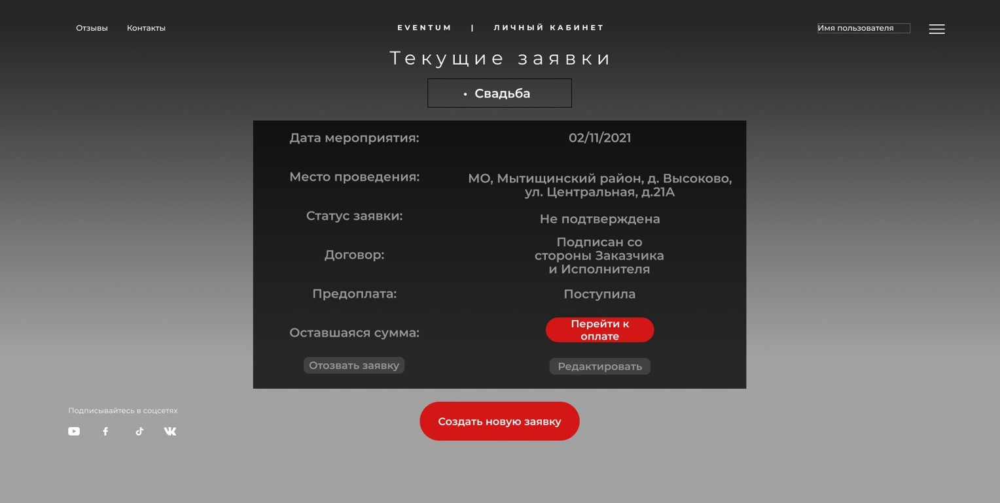 Отзывы Контакты EVENTUM | ЛИЧНЫЙ КАБИНЕТ Имя пользователя
Текущие заявки
• Свадьба
Дата мероприятия: 02/11/2021
Место проведения: МО, Мытищинский район, д. Высоково,
ул. Центральная, д.21А
Статус заявки: Не подтверждена
Договор: Подписан со
стороны Заказчика
и Исполнителя
Предоплата: Поступила
Оставшаяся сумма: Перейти к
оплате
Отозвать заявку Редактировать
Подписывайтесь в соцсетях
Создать новую заявку